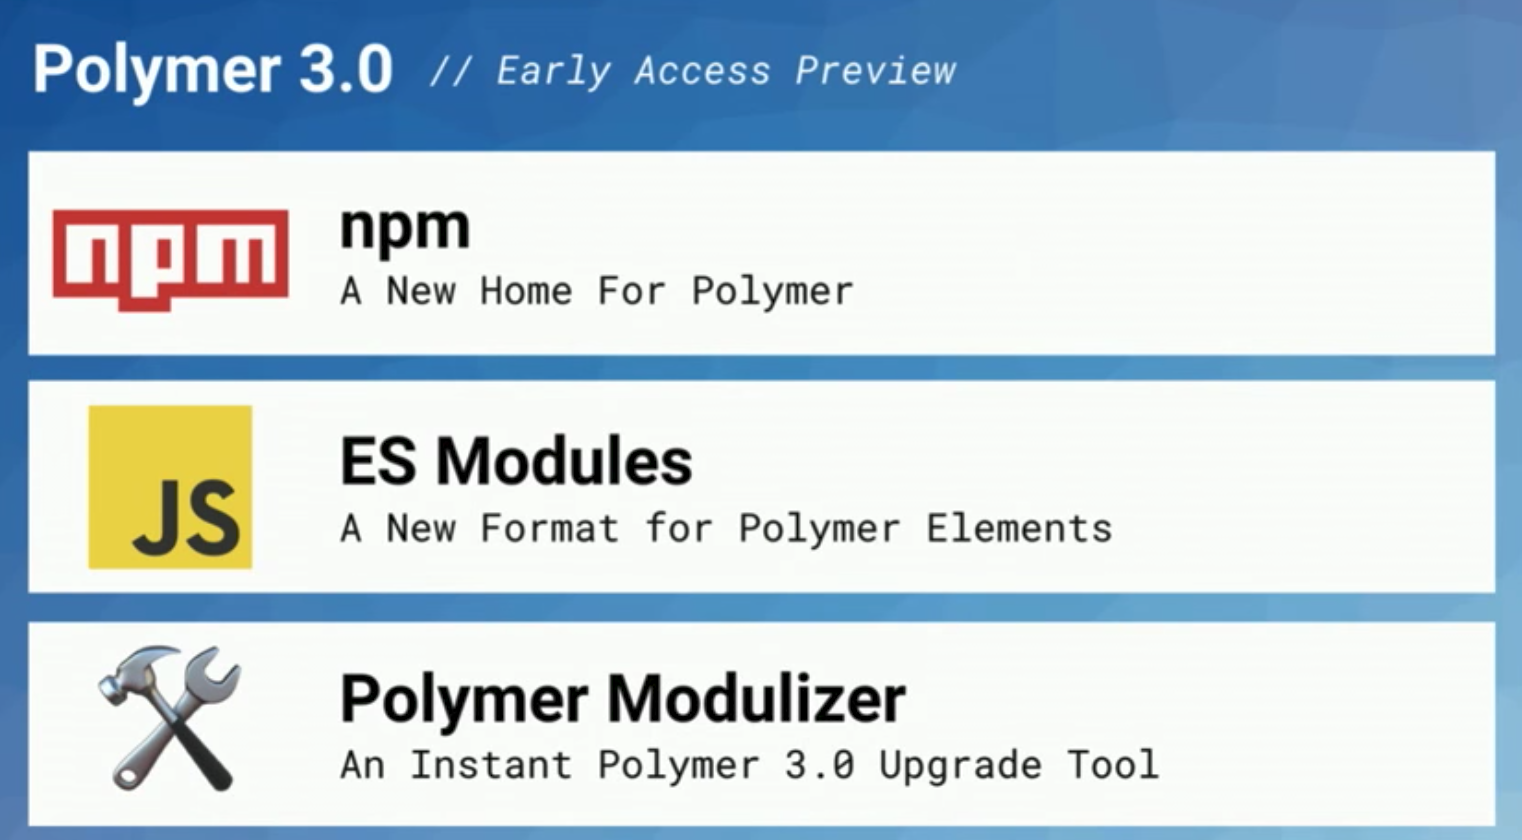 Polymer 3.0 // Early Access Preview
npm
npm
A New Home For Polymer
JS
ES Modules
A New Format for Polymer Elements
Polymer Modulizer
An Instant Polymer 3.0 Upgrade Tool